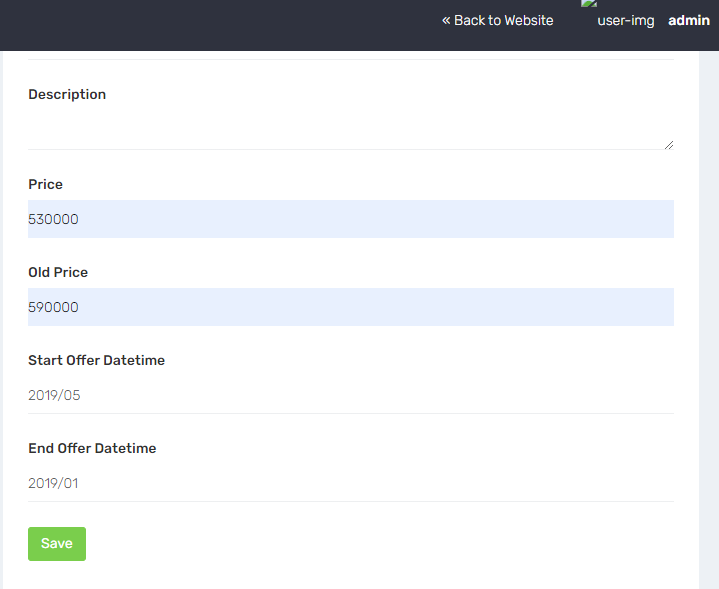 « Back to Website user-img admin
Description
Price
530000
Old Price
590000
Start Offer Datetime
2019/05
End Offer Datetime
2019/01
Save